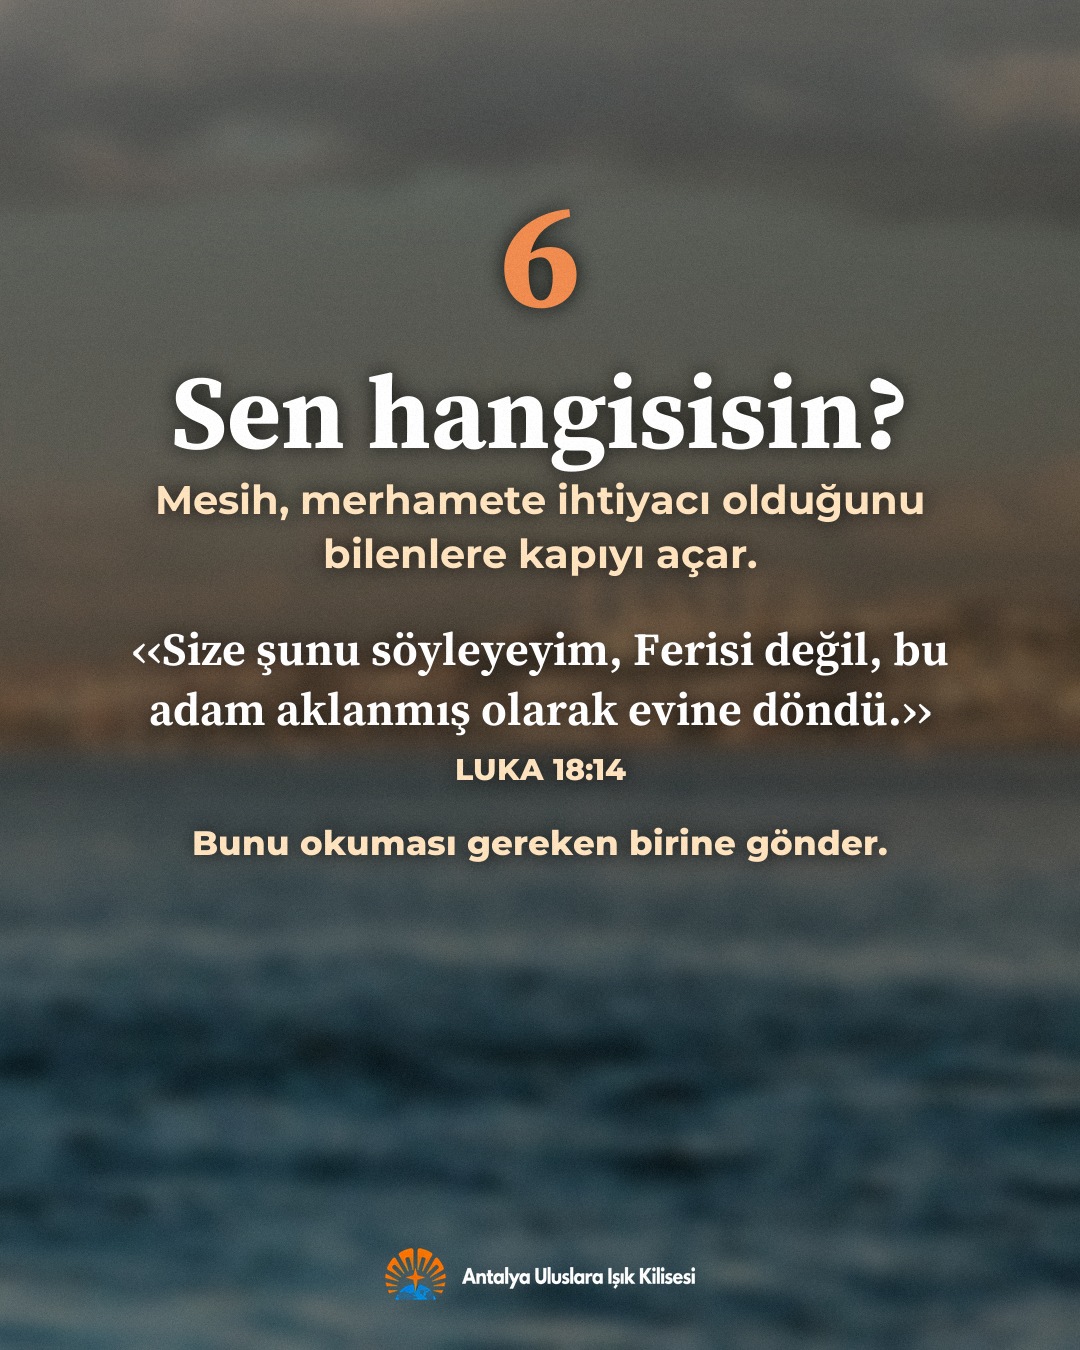 6
Sen hangisisin?
Mesih, merhamete ihtiyacı olduğunu
bilenlere kapıyı açar.
‹‹Size şunu söyleyeyim, Ferisi değil, bu
adam aklanmış olarak evine döndü.››
LUKA 18:14
Bunu okuması gereken birine gönder.
Antalya Uluslara Işık Kilisesi